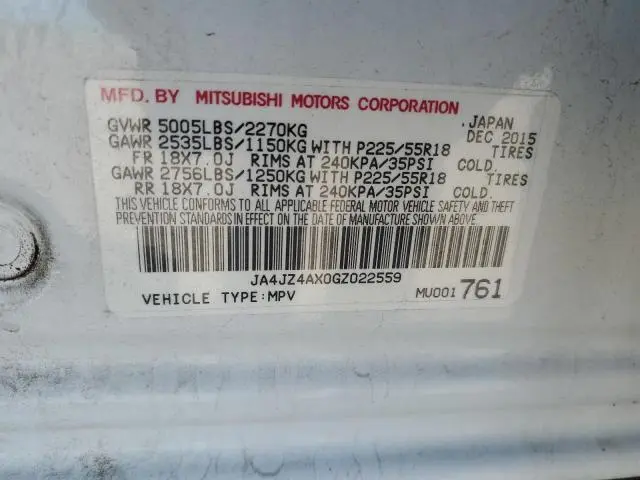 MFD. BY MITSUBISHI MOTORS CORPORATION
GVWR 5005LBS/2270KG .JAPAN DEC 2015
GAWR 2535LBS/1150KG WITH P225/55R18 TIRES
FR 18X7.0J RIMS AT 240KPA/35PSI COLD.
GAWR 2756LBS/1250KG WITH P225/55R18 TIRES
RR 18X7.0J RIMS AT 240KPA/35PSI COLD.
THIS VEHICLE CONFORMS TO ALL APPLICABLE FEDERAL MOTOR VEHICLE SAFETY AND THEFT
PREVENTION STANDARDS IN EFFECT ON THE DATE OF MANUFACTURE SHOWN ABOVE.
JA4JZ4AX0GZ022559
VEHICLE TYPE:MPV MU001 761